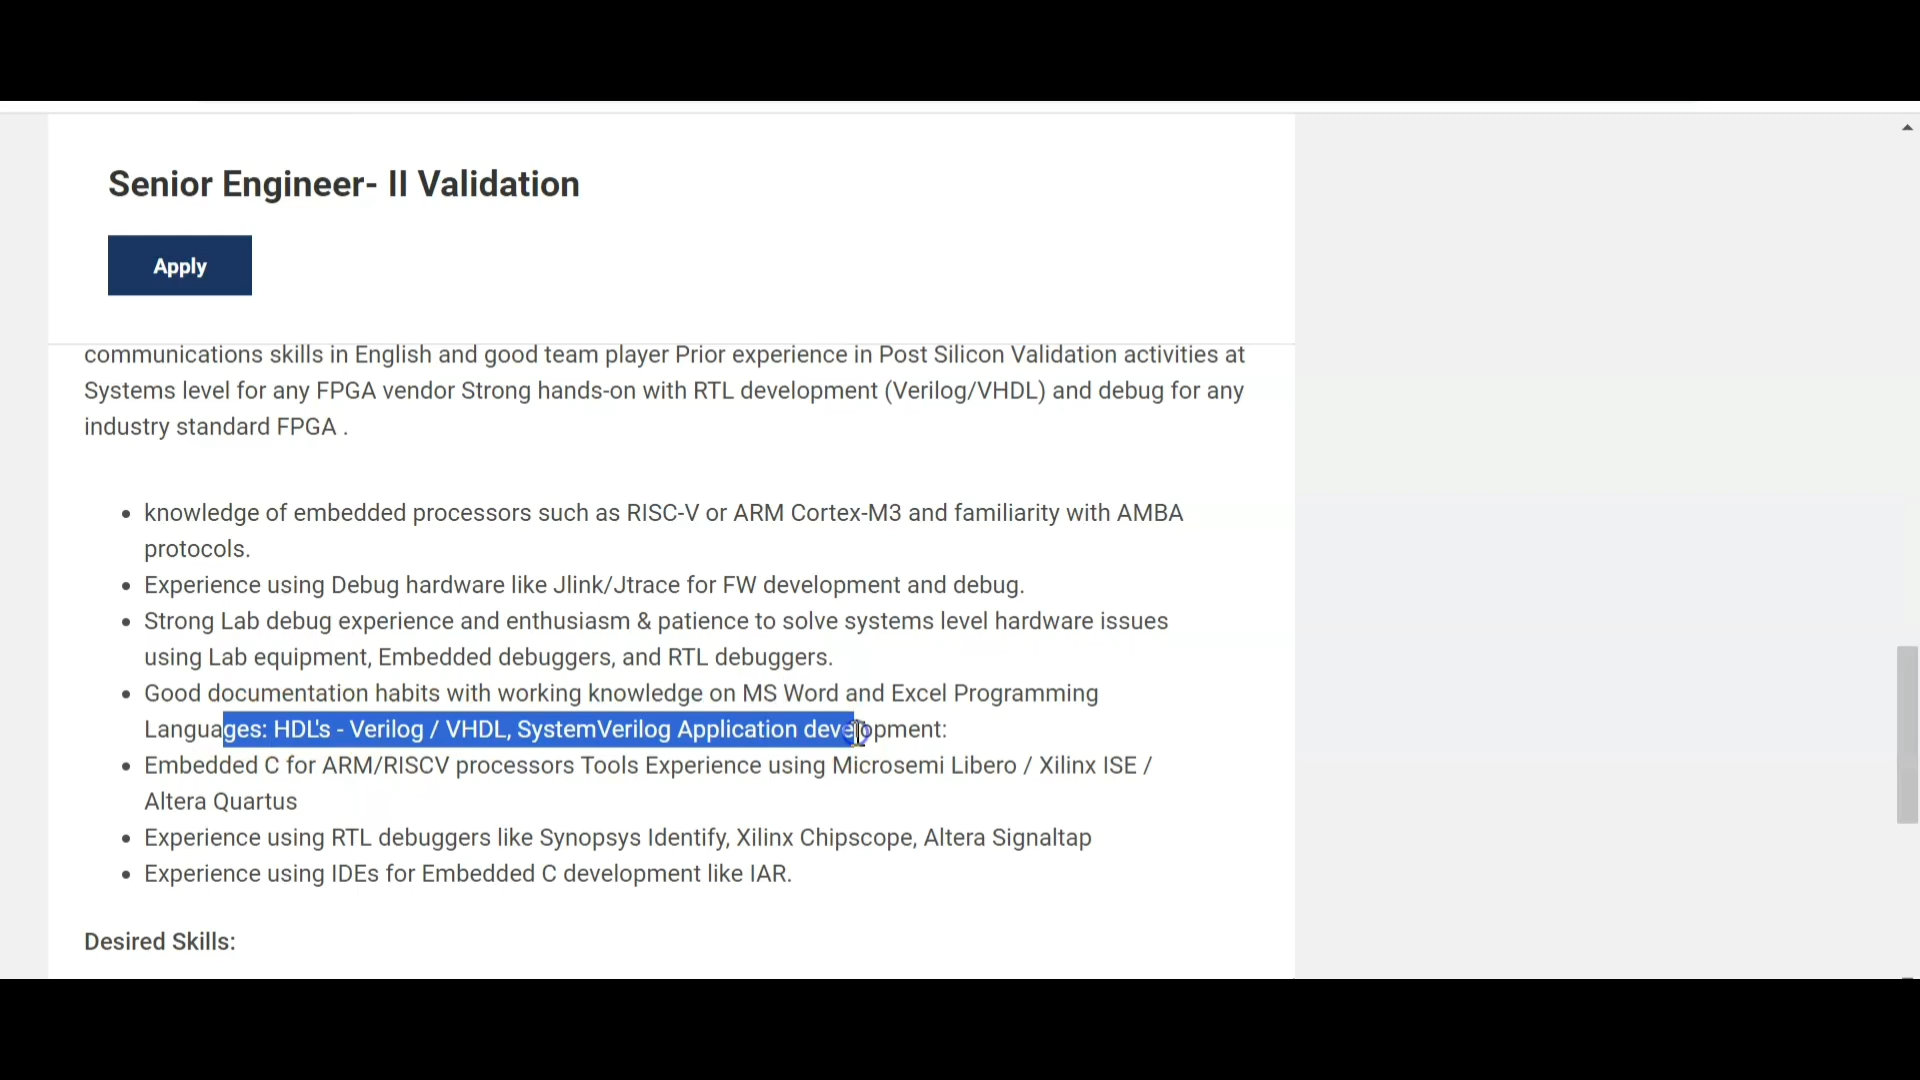 Senior Engineer- II Validation
Apply
communications skills in English and good team player Prior experience in Post Silicon Validation activities at
Systems level for any FPGA vendor Strong hands-on with RTL development (Verilog/VHDL) and debug for any
industry standard FPGA .
• knowledge of embedded processors such as RISC-V or ARM Cortex-M3 and familiarity with AMBA
protocols.
• Experience using Debug hardware like Jlink/Jtrace for FW development and debug.
• Strong Lab debug experience and enthusiasm & patience to solve systems level hardware issues
using Lab equipment, Embedded debuggers, and RTL debuggers.
• Good documentation habits with working knowledge on MS Word and Excel Programming
Languages: HDL's - Verilog / VHDL, SystemVerilog Application development:
• Embedded C for ARM/RISCV processors Tools Experience using Microsemi Libero / Xilinx ISE /
Altera Quartus
• Experience using RTL debuggers like Synopsys Identify, Xilinx Chipscope, Altera Signaltap
• Experience using IDEs for Embedded C development like IAR.
Desired Skills: